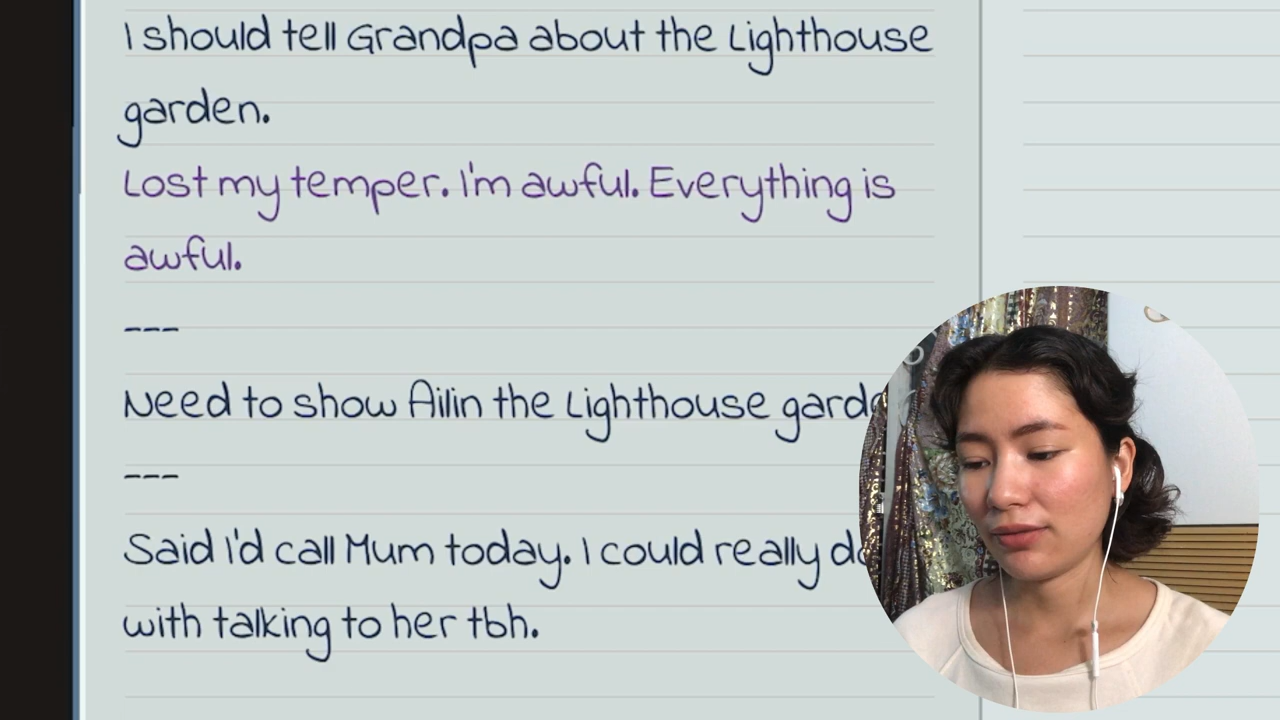 I should tell Grandpa about the Lighthouse
garden.
Lost my temper. I'm awful. Everything is
awful.
---
Need to show Ailin the Lighthouse
---
Said I'd call Mum today. I could really
with talking to her tbh.